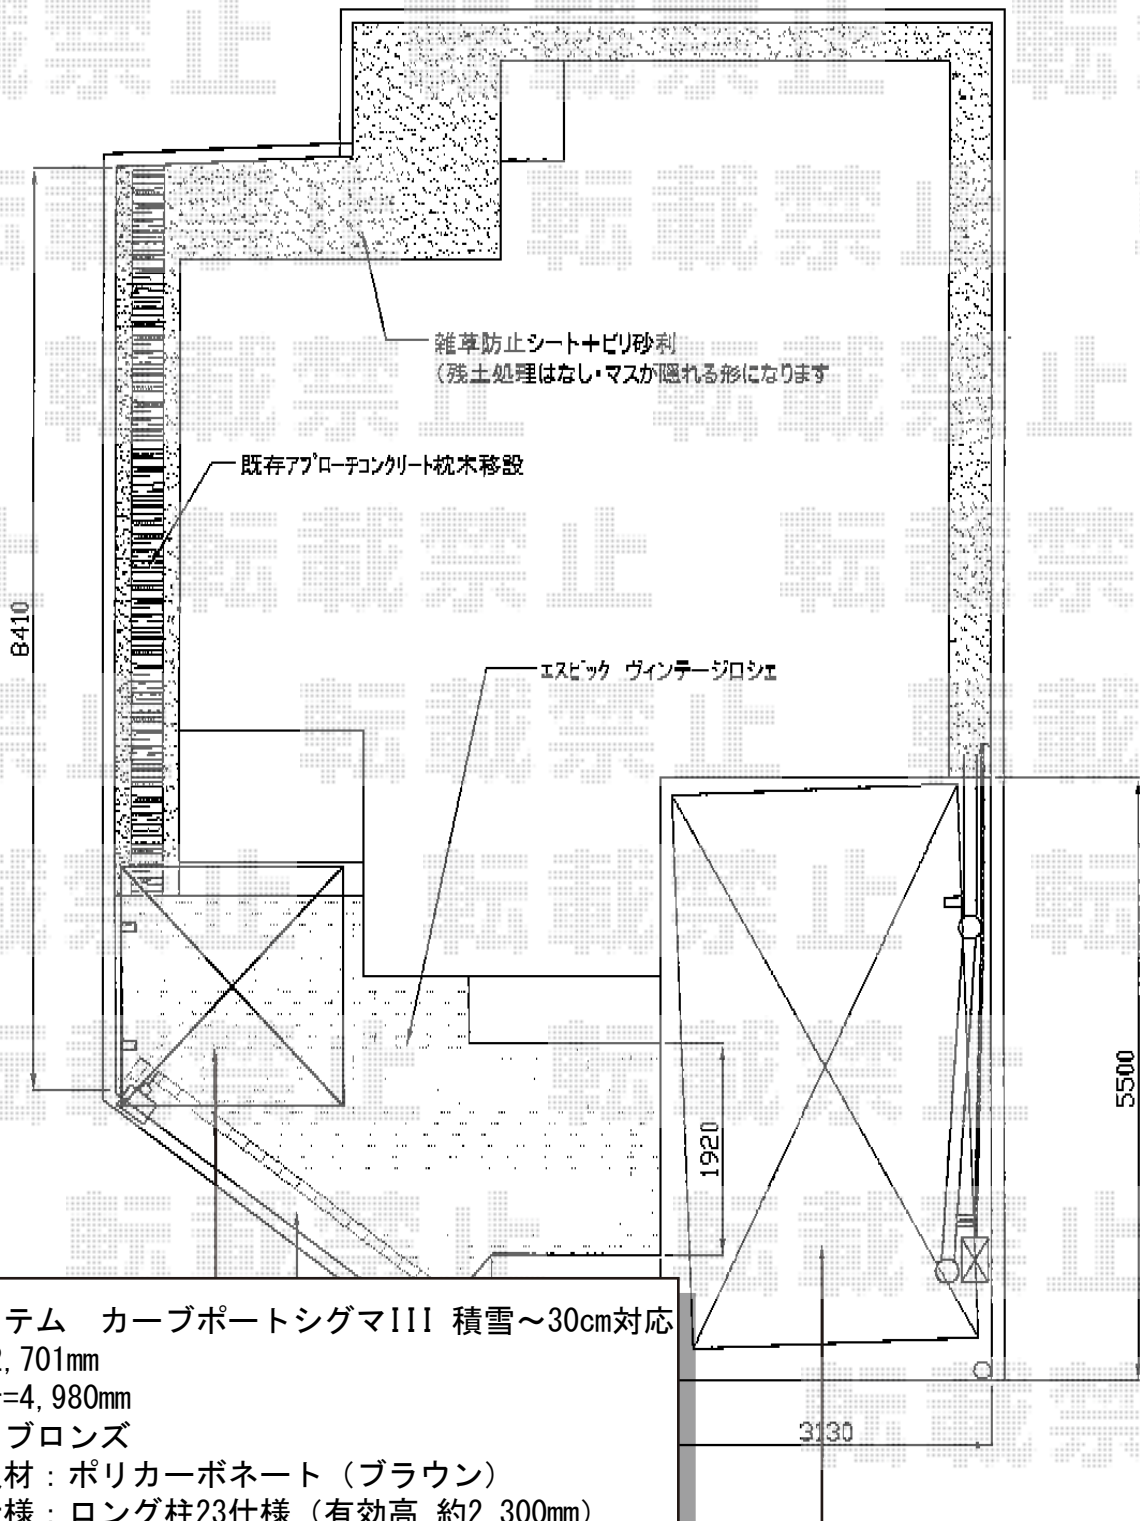 雑草防止シート＋ビリ砂利
（残土処理はなし・マスが隠れる形になります
既存アプローチコンクリート枕木移設
8410
エスビック ヴィンテージロシェ
5500
1920
3130
テム カーブポートシグマIII 積雪～30cm対応
2,701mm
=4,980mm
ブロンズ
材：ポリカーボネート（ブラウン）
様：ロング柱23仕様（有効高 約2,300mm）
転載禁止